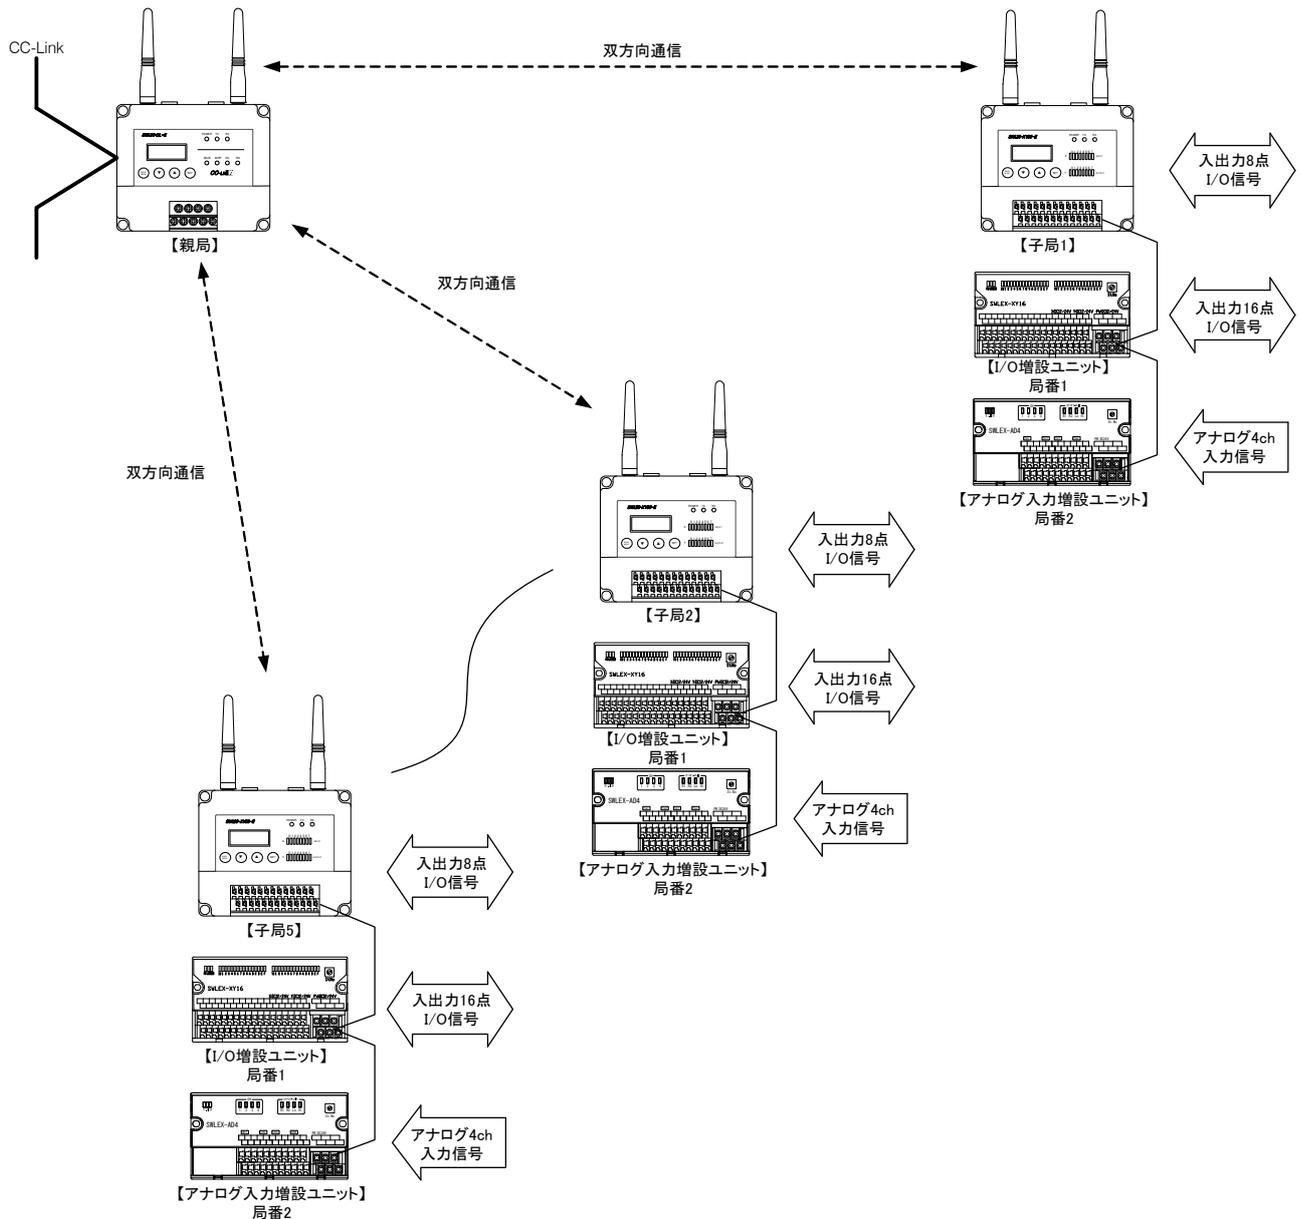 CC-Link
双方向通信
【親局】
【子局1】
入出力8点
I/O信号
SWLEX-XY16
【I/O増設ユニット】
局番1
入出力16点
I/O信号
SWLEX-AD4
【アナログ入力増設ユニット】
局番2
アナログ4ch
入力信号
双方向通信
【子局2】
入出力8点
I/O信号
SWLEX-XY16
【I/O増設ユニット】
局番1
入出力16点
I/O信号
SWLEX-AD4
【アナログ入力増設ユニット】
局番2
アナログ4ch
入力信号
双方向通信
【子局5】
入出力8点
I/O信号
SWLEX-XY16
【I/O増設ユニット】
局番1
入出力16点
I/O信号
SWLEX-AD4
【アナログ入力増設ユニット】
局番2
アナログ4ch
入力信号